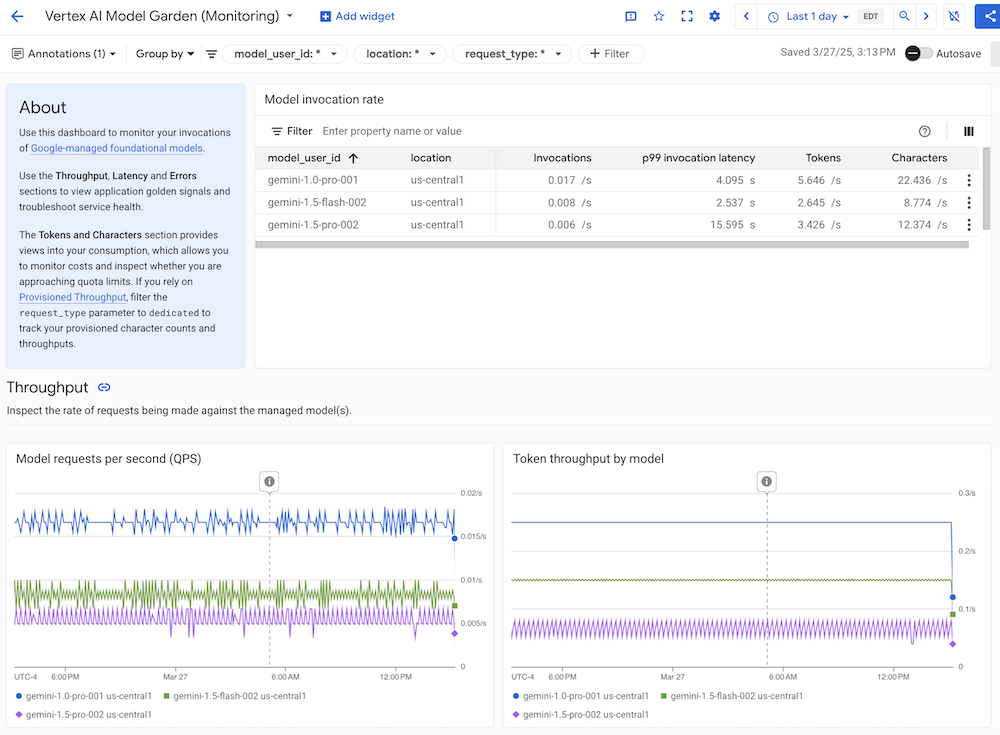 Vertex AI Model Garden (Monitoring)
Add widget
Last 1 day
EDT
Annotations (1)
Group by
model_user_id: *
location: *
request_type: *
Filter
Saved 3/27/25, 3:13 PM
Autosave
About
Use this dashboard to monitor your invocations
of Google-managed foundational models.
Use the Throughput, Latency and Errors
sections to view application golden signals and
troubleshoot service health.
The Tokens and Characters section provides
views into your consumption, which allows you
to monitor costs and inspect whether you are
approaching quota limits. If you rely on
Provisioned Throughput, filter the
request_type parameter to dedicated to
track your provisioned character counts and
throughputs.
Model invocation rate
Filter Enter property name or value
model_user_id location Invocations p99 invocation latency Tokens Characters
gemini-1.0-pro-001 us-central1 0.017 /s 4.095 s 5.646 /s 22.436 /s
gemini-1.5-flash-002 us-central1 0.008 /s 2.537 s 2.645 /s 8.774 /s
gemini-1.5-pro-002 us-central1 0.006 /s 15.595 s 3.426 /s 12.374 /s
Throughput
Inspect the rate of requests being made against the managed model(s).
Model requests per second (QPS)
0.02/s
0.015/s
0.01/s
0.005/s
0
UTC-4 6:00 PM Mar 27 6:00 AM 12:00 PM
gemini-1.0-pro-001 us-central1 gemini-1.5-flash-002 us-central1
gemini-1.5-pro-002 us-central1
Token throughput by model
0.3/s
0.2/s
0.1/s
0
UTC-4 6:00 PM Mar 27 6:00 AM 12:00 PM
gemini-1.0-pro-001 us-central1 gemini-1.5-flash-002 us-central1
gemini-1.5-pro-002 us-central1